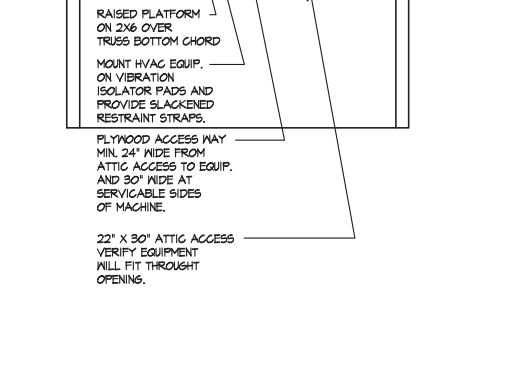 RAISED PLATFORM
ON 2X6 OVER
TRUSS BOTTOM CHORD
MOUNT HVAC EQUIP.
ON VIBRATION
ISOLATOR PADS AND
PROVIDE SLACKENED
RESTRAINT STRAPS.
PLYWOOD ACCESS WAY
MIN. 24" WIDE FROM
ATTIC ACCESS TO EQUIP.
AND 30" WIDE AT
SERVICABLE SIDES
OF MACHINE.
22" X 30" ATTIC ACCESS
VERIFY EQUIPMENT
WILL FIT THROUGHT
OPENING.